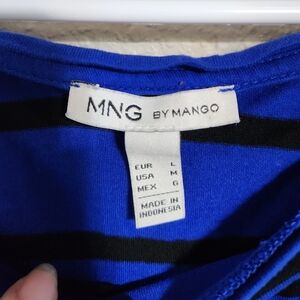 MNG BY MANGO
EUR L
USA M
MEX G
MADE IN
INDONESIA